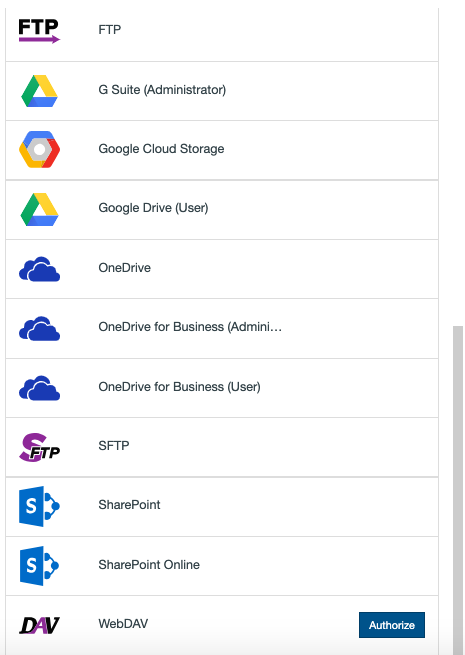 FTP FTP
G Suite (Administrator)
Google Cloud Storage
Google Drive (User)
OneDrive
OneDrive for Business (Admini…
OneDrive for Business (User)
SFTP SFTP
S SharePoint
S SharePoint Online
DAV WebDAV Authorize